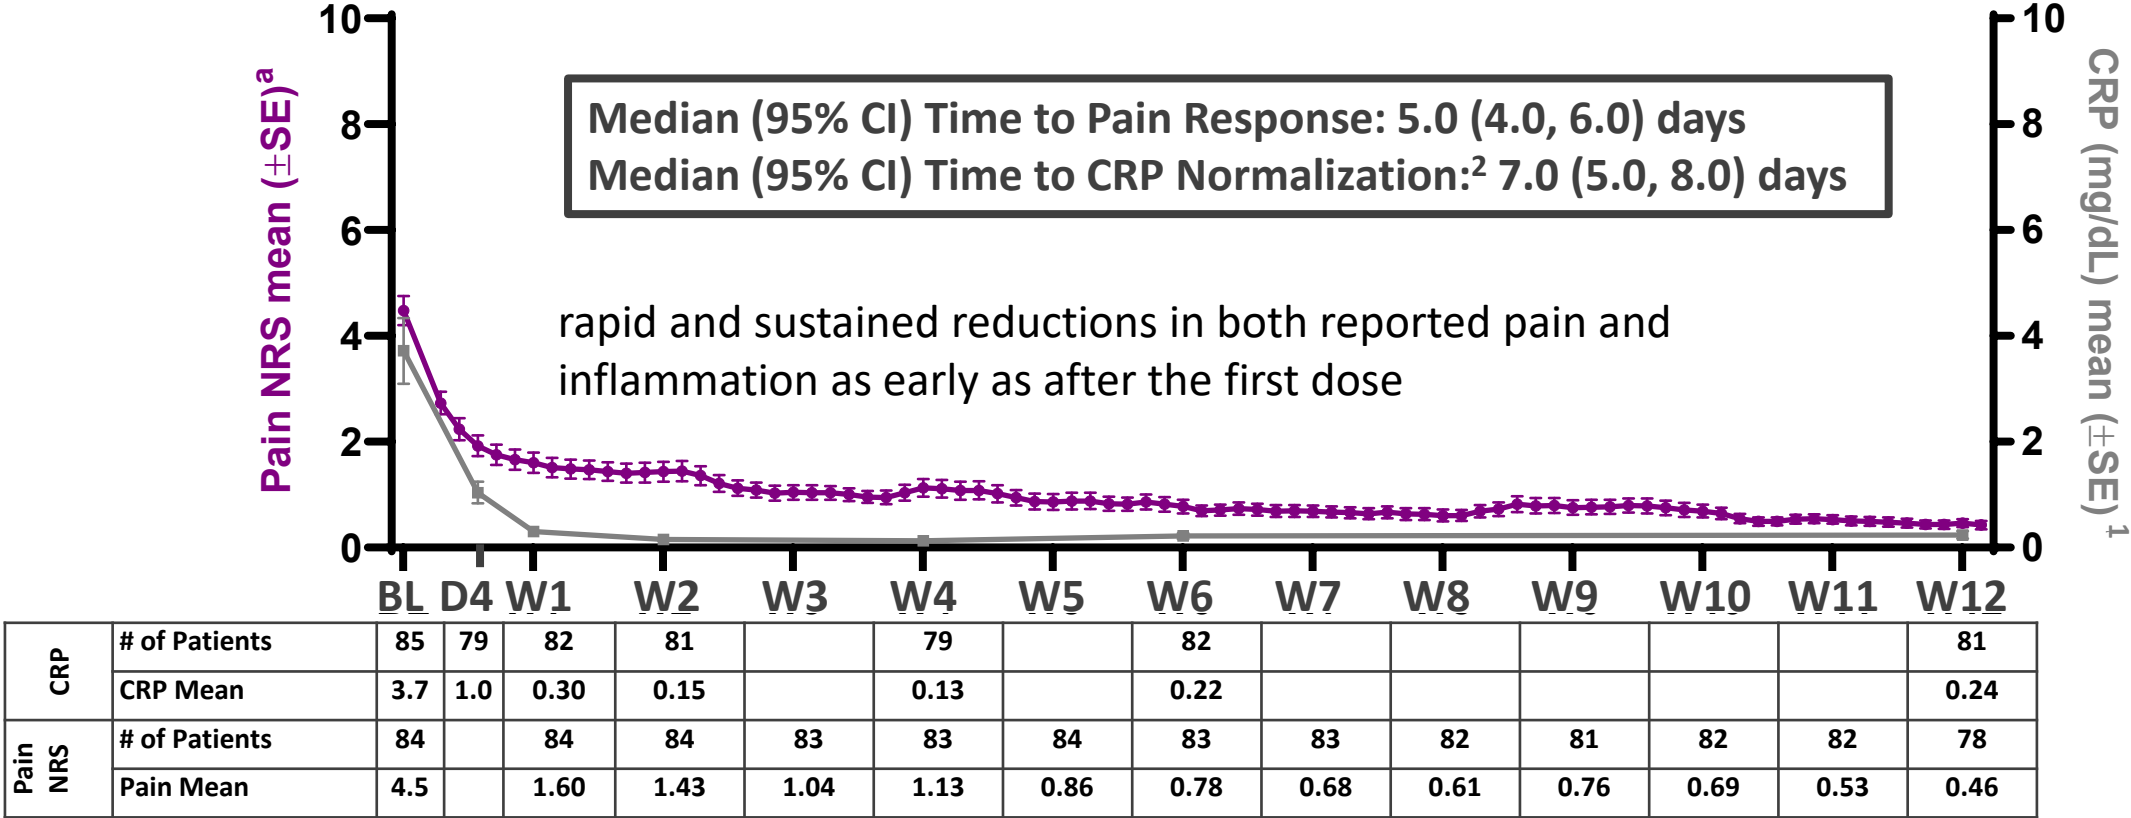 10
8
6
4
2
0
Pain NRS mean (±SE)ᵃ
Median (95% CI) Time to Pain Response: 5.0 (4.0, 6.0) days
Median (95% CI) Time to CRP Normalization:² 7.0 (5.0, 8.0) days
rapid and sustained reductions in both reported pain and
inflammation as early as after the first dose
10
8
6
4
2
0
CRP (mg/dL) mean (±SE) ¹
BL D4 W1 W2 W3 W4 W5 W6 W7 W8 W9 W10 W11 W12
CRP
# of Patients 85 79 82 81 79 82 81
CRP Mean 3.7 1.0 0.30 0.15 0.13 0.22 0.24
Pain
NRS
# of Patients 84 84 84 83 83 84 83 83 82 81 82 82 78
Pain Mean 4.5 1.60 1.43 1.04 1.13 0.86 0.78 0.68 0.61 0.76 0.69 0.53 0.46